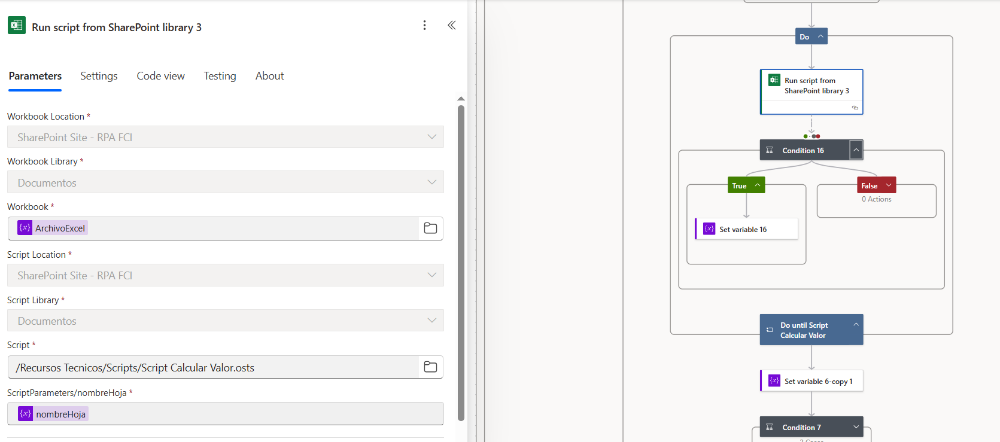 Run script from SharePoint library 3
Parameters
Settings
Code view
Testing
About
Workbook Location *
SharePoint Site - RPA FCI
Workbook Library *
Documentos
Workbook *
{x} ArchivoExcel
Script Location *
SharePoint Site - RPA FCI
Script Library *
Documentos
Script *
/Recursos Tecnicos/Scripts/Script Calcular Valor.osts
ScriptParameters/nombreHoja *
{x} nombreHoja
Do
Run script from
SharePoint library 3
Condition 16
True
False
0 Actions
{x} Set variable 16
Do until Script
Calcular Valor
{x} Set variable 6-copy 1
Condition 7